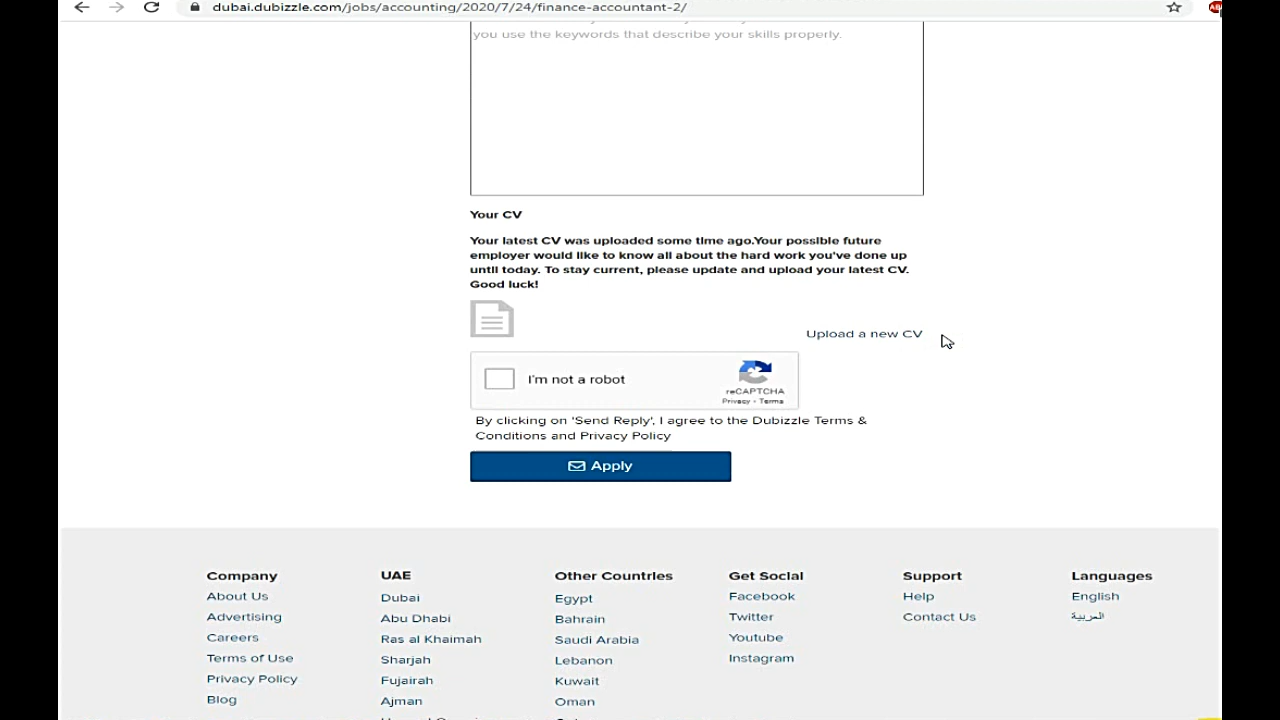 dubai.dubizzle.com/jobs/accounting/2020/7/24/finance-accountant-2/
you use the keywords that describe your skills properly.
Your CV
Your latest CV was uploaded some time ago.Your possible future
employer would like to know all about the hard work you've done up
until today. To stay current, please update and upload your latest CV.
Good luck!
Upload a new CV
I'm not a robot
reCAPTCHA
Privacy - Terms
By clicking on 'Send Reply', I agree to the Dubizzle Terms &
Conditions and Privacy Policy
Apply
Company
About Us
Advertising
Careers
Terms of Use
Privacy Policy
Blog
UAE
Dubai
Abu Dhabi
Ras al Khaimah
Sharjah
Fujairah
Ajman
Other Countries
Egypt
Bahrain
Saudi Arabia
Lebanon
Kuwait
Oman
Get Social
Facebook
Twitter
Youtube
Instagram
Support
Help
Contact Us
Languages
English
العربية